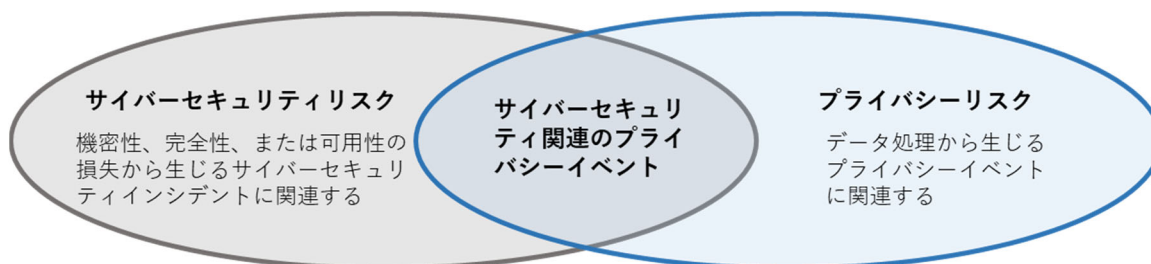 サイバーセキュリティリスク
機密性、完全性、または可用性の
損失から生じるサイバーセキュリ
ティインシデントに関連する
サイバーセキュリ
ティ関連のプライ
バシーイベント
プライバシーリスク
データ処理から生じる
プライバシーイベント
に関連する